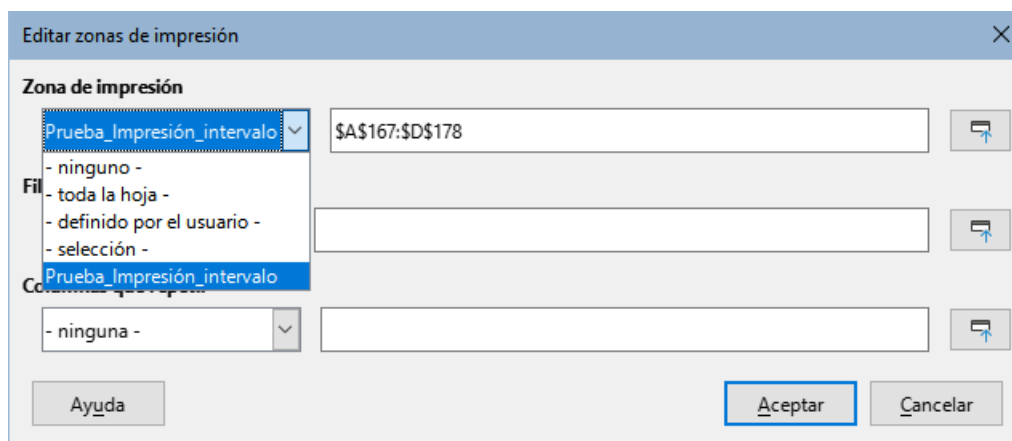 Editar zonas de impresión
Zona de impresión
Prueba_Impresión_intervalo
$A$167:$D$178
- ninguno -
- toda la hoja -
- definido por el usuario -
- selección -
Prueba_Impresión_intervalo
Fil
- ninguna -
Ayuda
Aceptar
Cancelar